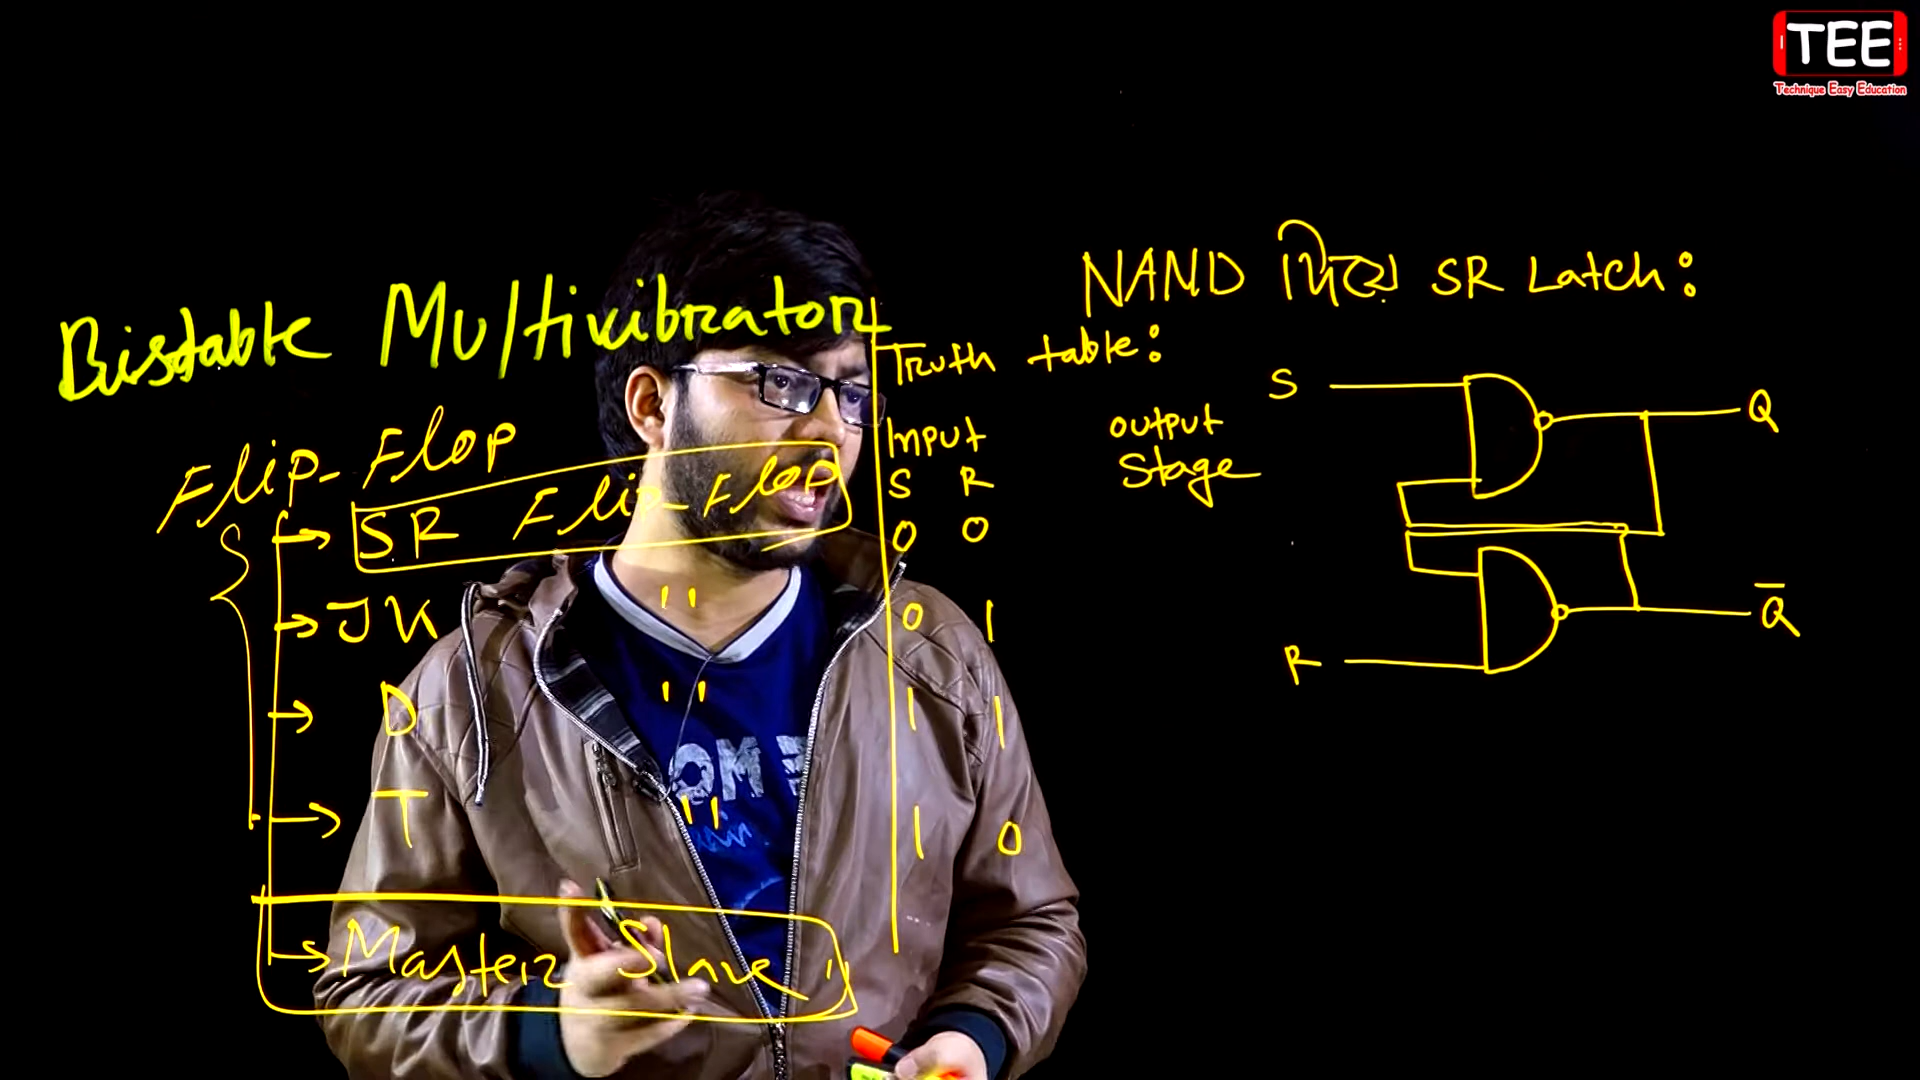 TEE
Technique Easy Education
Bistable Multivibrator
Flip-Flop
SR Flip Flop
JK "
D "
T "
Master Slave "
Truth table:
Input
S R
0 0
0 1
1 1
1 0
Output
Stage
NAND দিয়ে SR Latch:
S
Q
R
Q̅